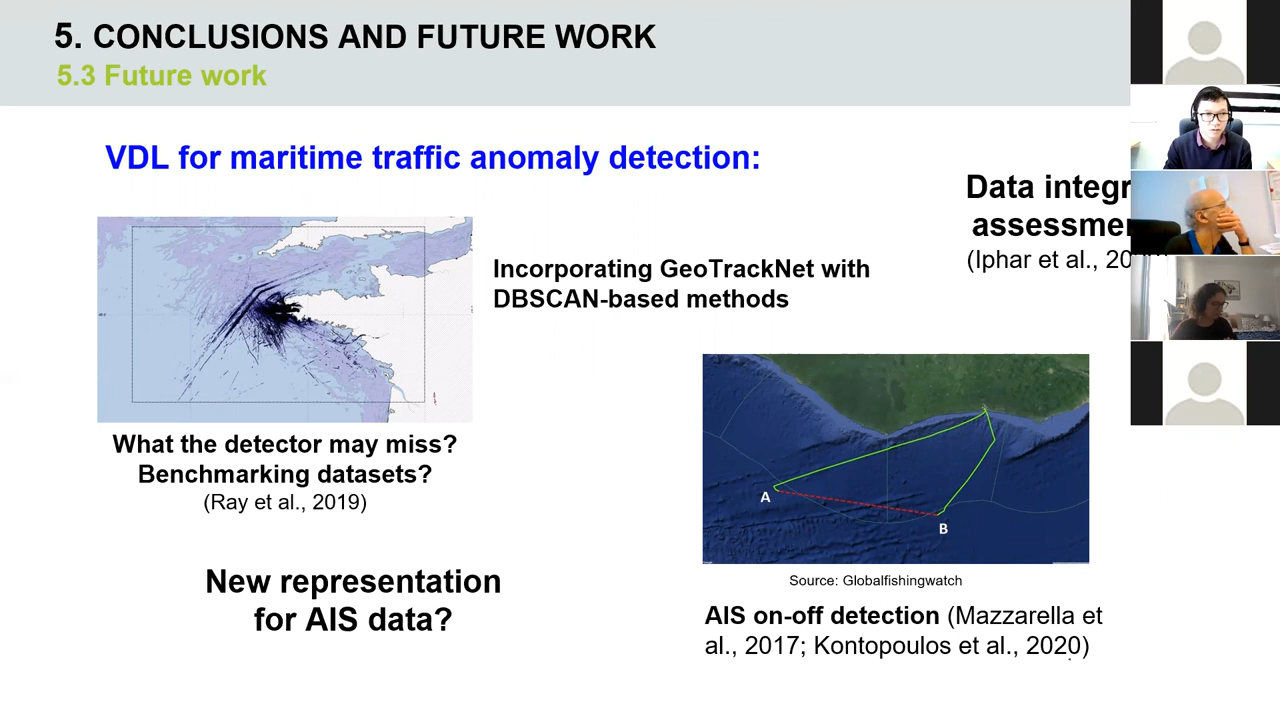 5. CONCLUSIONS AND FUTURE WORK
5.3 Future work
VDL for maritime traffic anomaly detection:
Data integr
assessme
(Iphar et al., 20
Incorporating GeoTrackNet with
DBSCAN-based methods
What the detector may miss?
Benchmarking datasets?
(Ray et al., 2019)
A
B
Source: Globalfishingwatch
New representation
for AIS data?
AIS on-off detection (Mazzarella et
al., 2017; Kontopoulos et al., 2020)